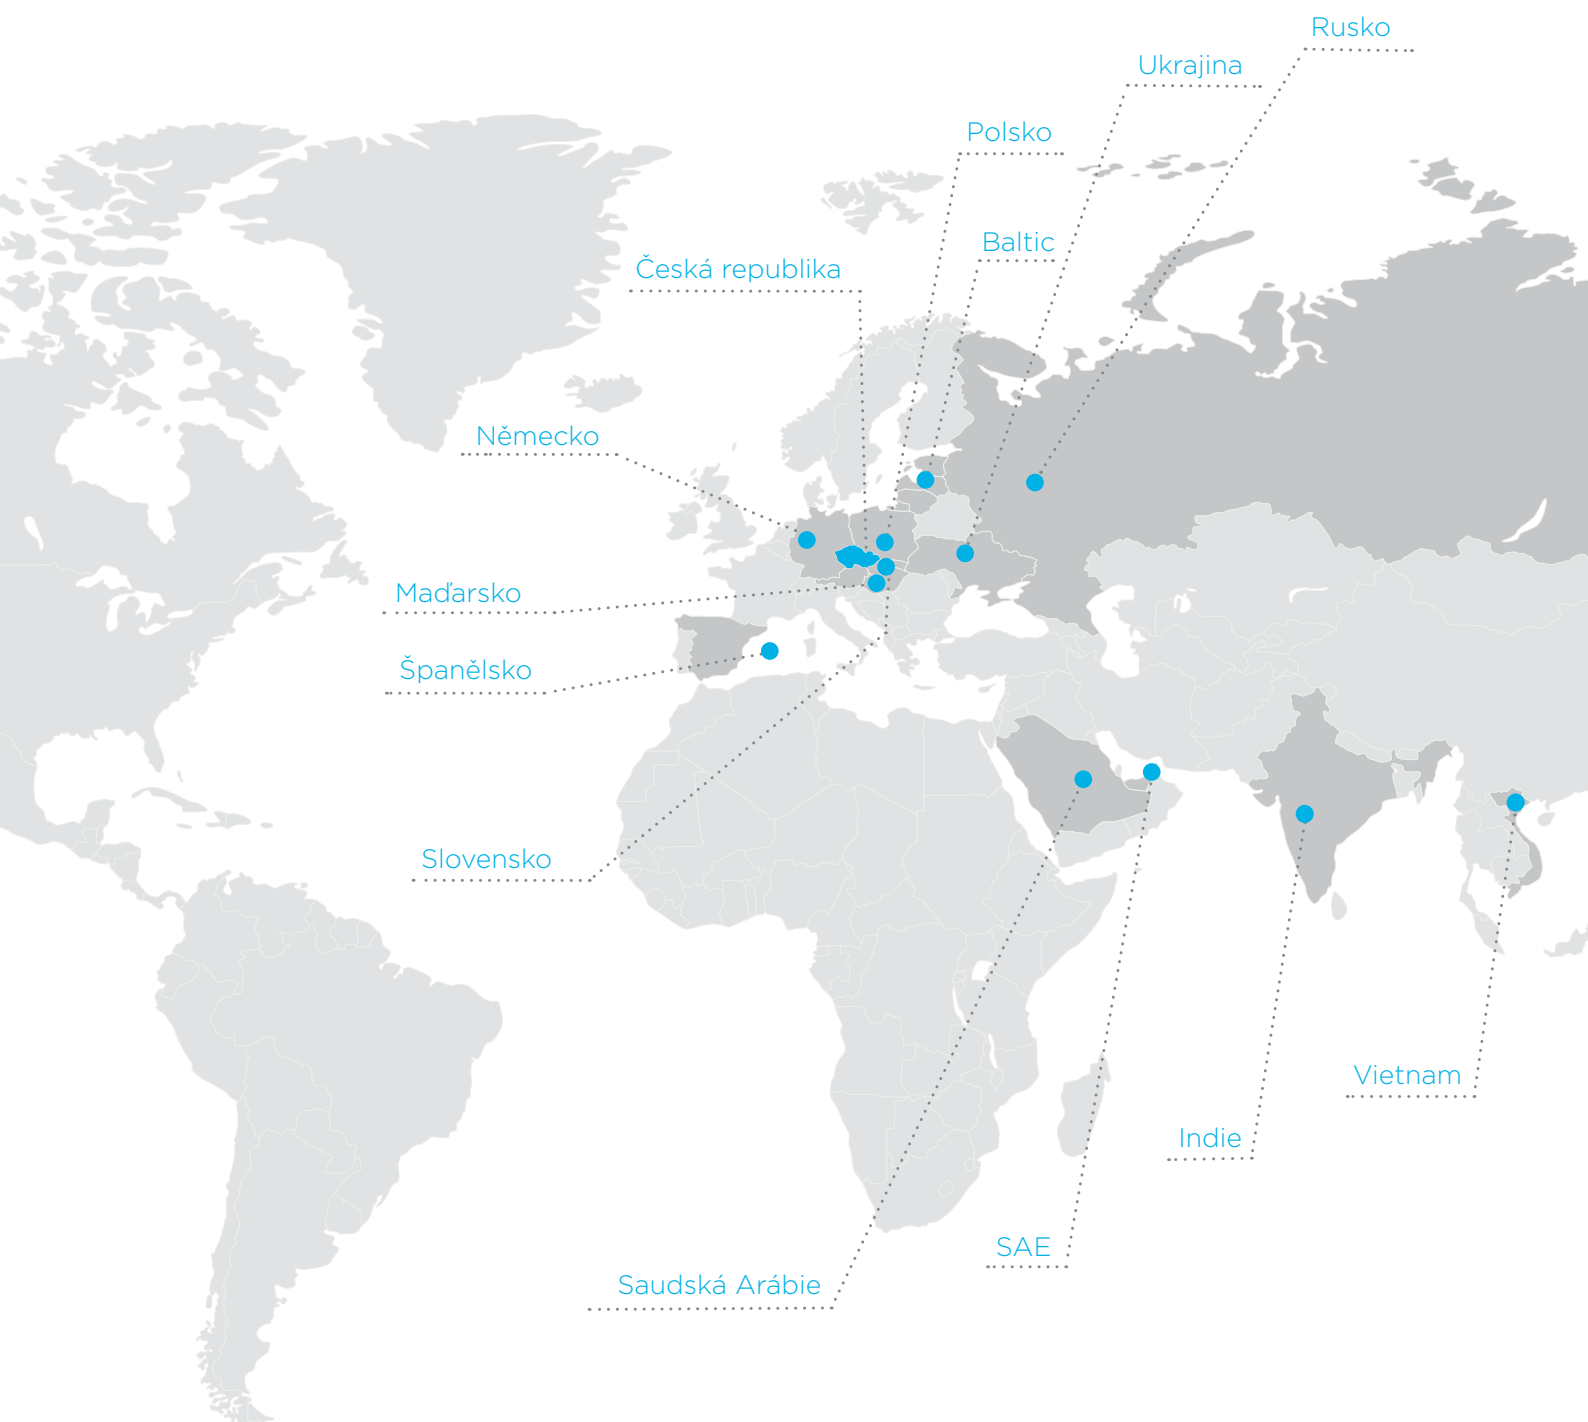 Rusko
Ukrajina
Polsko
Baltic
Česká republika
Německo
Maďarsko
Španělsko
Slovensko
Vietnam
Indie
SAE
Saudská Arábie